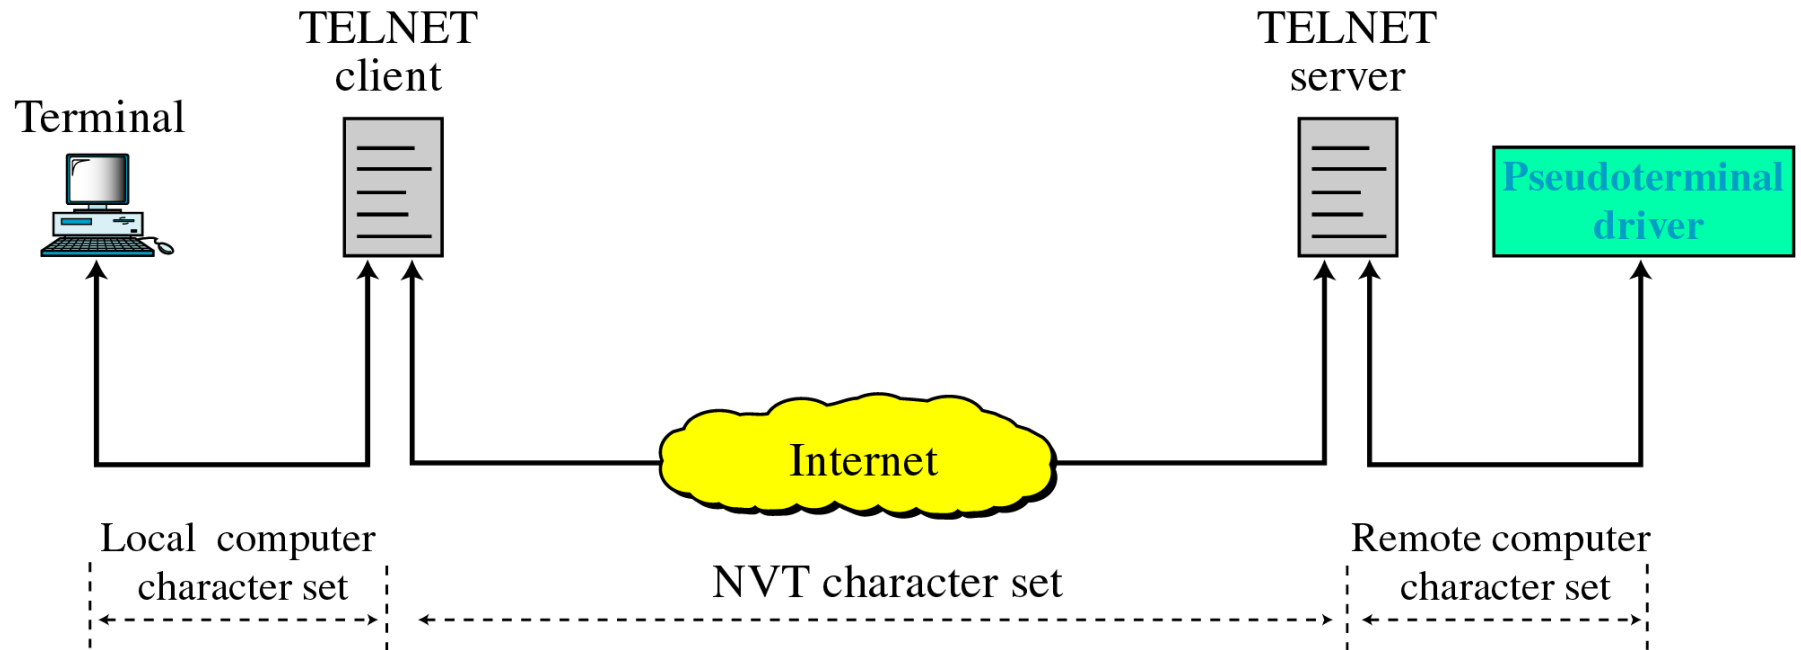 TELNET
client
TELNET
server
Terminal
Pseudoterminal
driver
Internet
Local computer
character set
NVT character set
Remote computer
character set